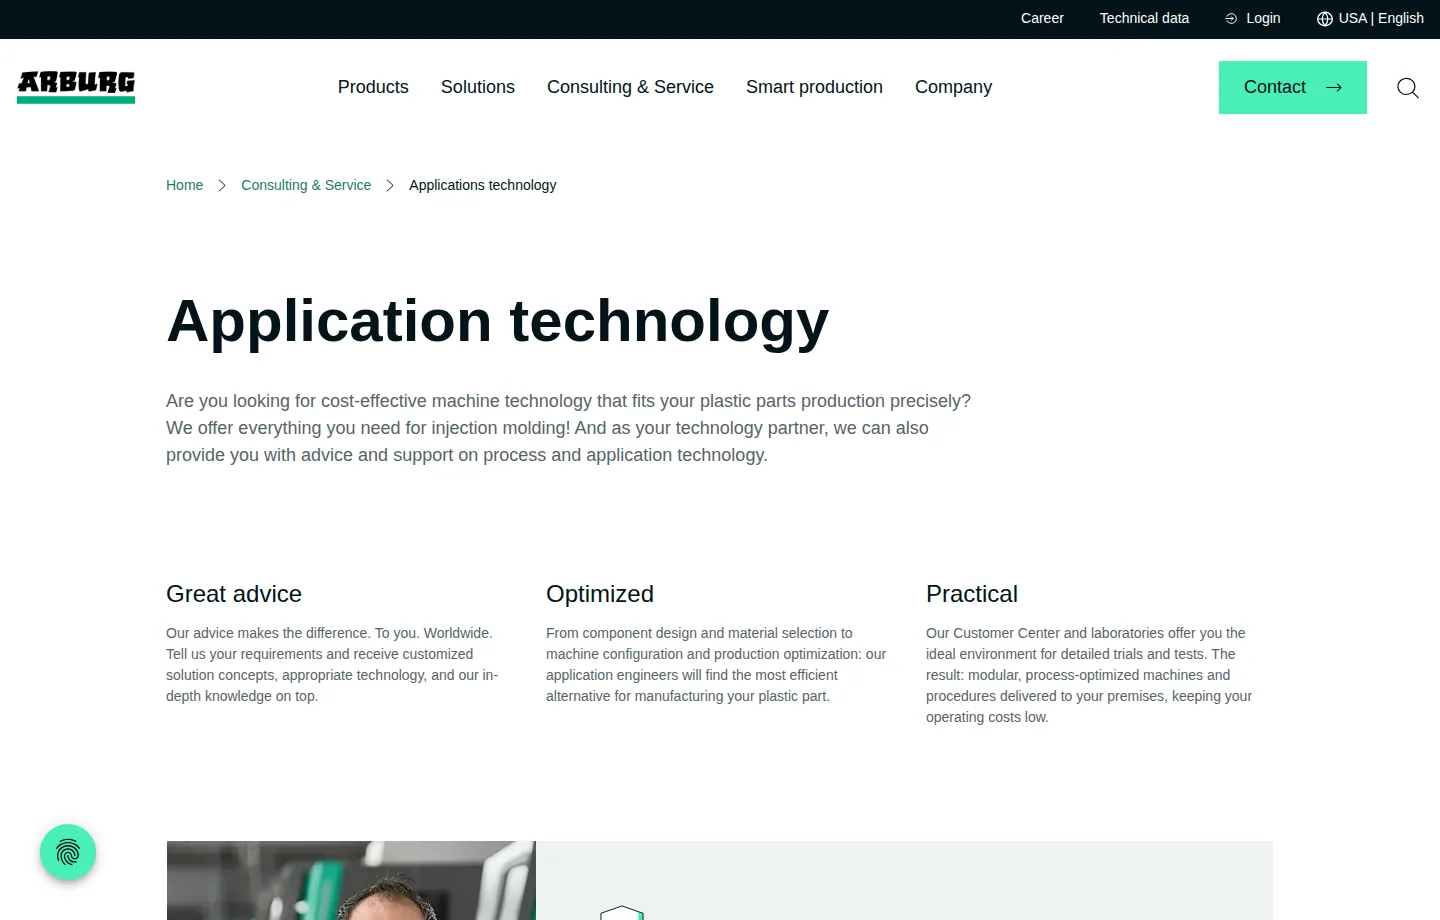 Career
Technical data
Login
USA | English
ARBURG
Products
Solutions
Consulting & Service
Smart production
Company
Contact
Home
Consulting & Service
Applications technology
Application technology
Are you looking for cost-effective machine technology that fits your plastic parts production precisely?
We offer everything you need for injection molding! And as your technology partner, we can also
provide you with advice and support on process and application technology.
Great advice
Our advice makes the difference. To you. Worldwide.
Tell us your requirements and receive customized
solution concepts, appropriate technology, and our in-
depth knowledge on top.
Optimized
From component design and material selection to
machine configuration and production optimization: our
application engineers will find the most efficient
alternative for manufacturing your plastic part.
Practical
Our Customer Center and laboratories offer you the
ideal environment for detailed trials and tests. The
result: modular, process-optimized machines and
procedures delivered to your premises, keeping your
operating costs low.